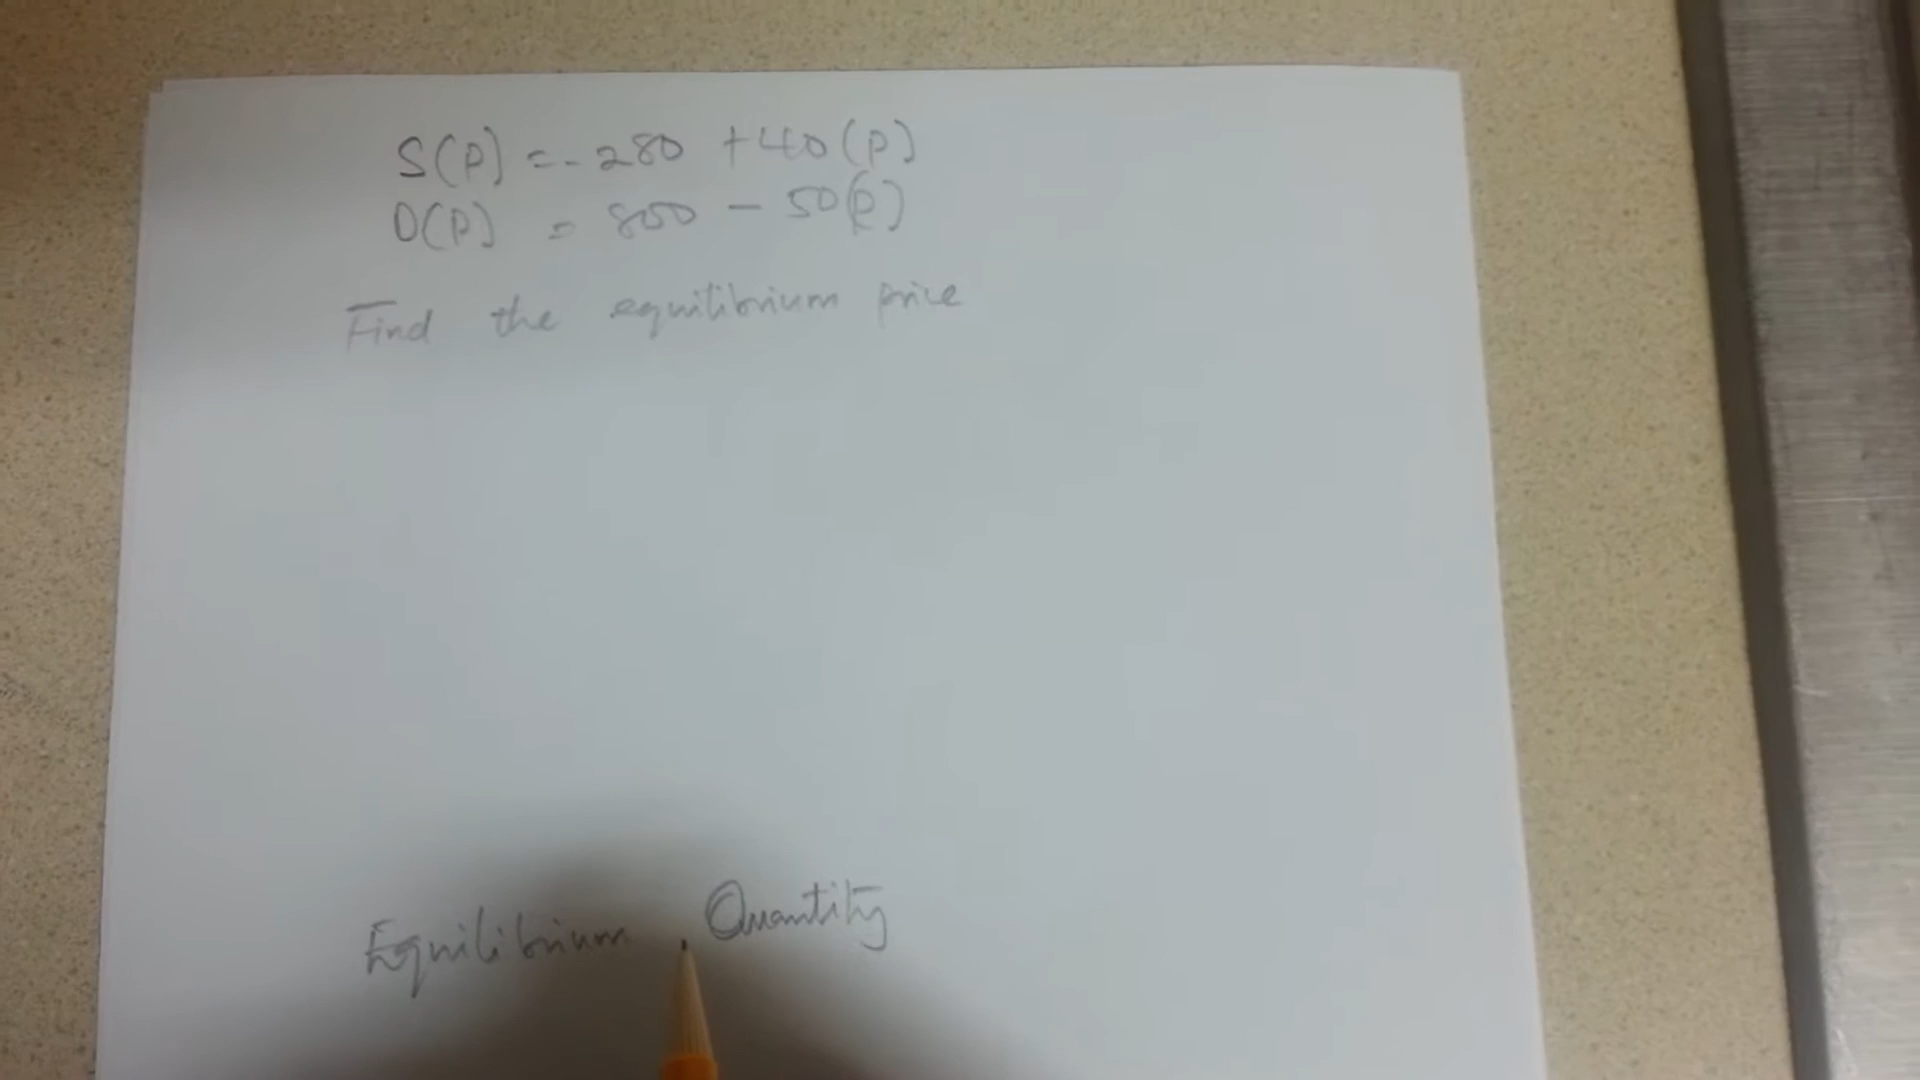 S(P) = -280 + 40(P)
D(P) = 800 - 50(P)
Find the equilibrium price
Equilibrium Quantity